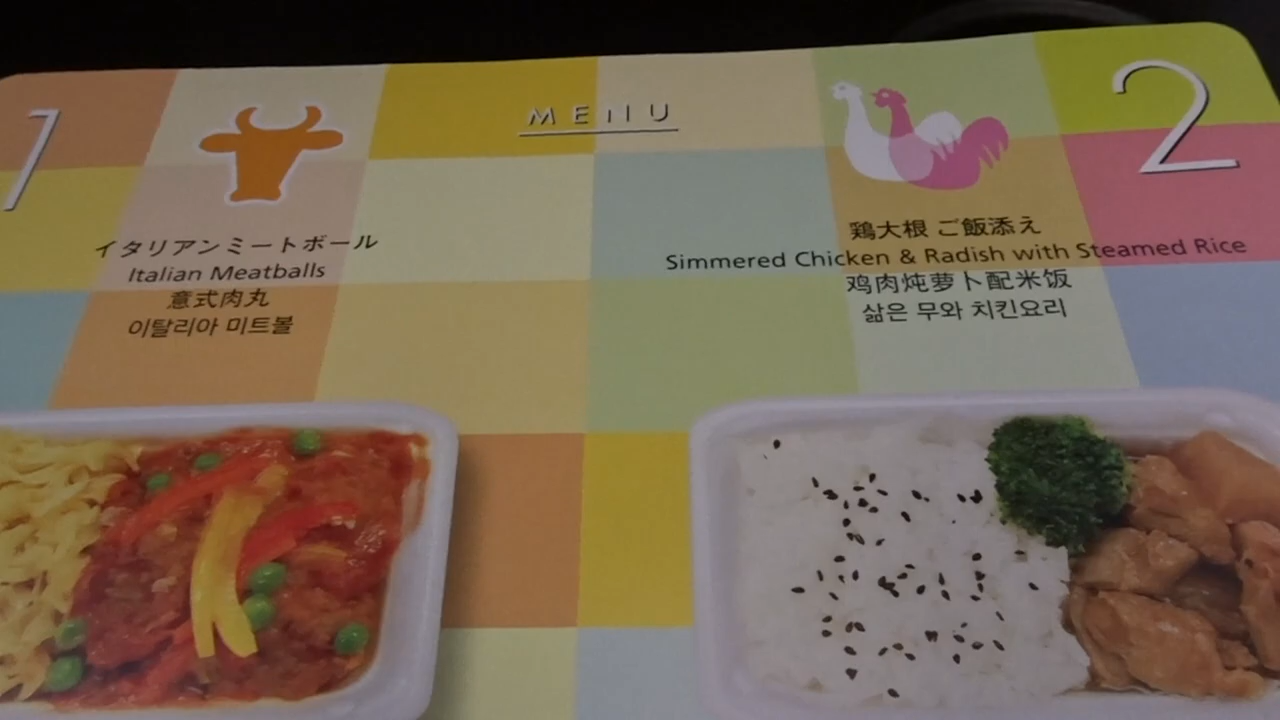 MENU
1
イタリアンミートボール
Italian Meatballs
意式肉丸
이탈리아 미트볼
2
鶏大根 ご飯添え
Simmered Chicken & Radish with Steamed Rice
鸡肉炖萝卜配米饭
삶은 무와 치킨요리